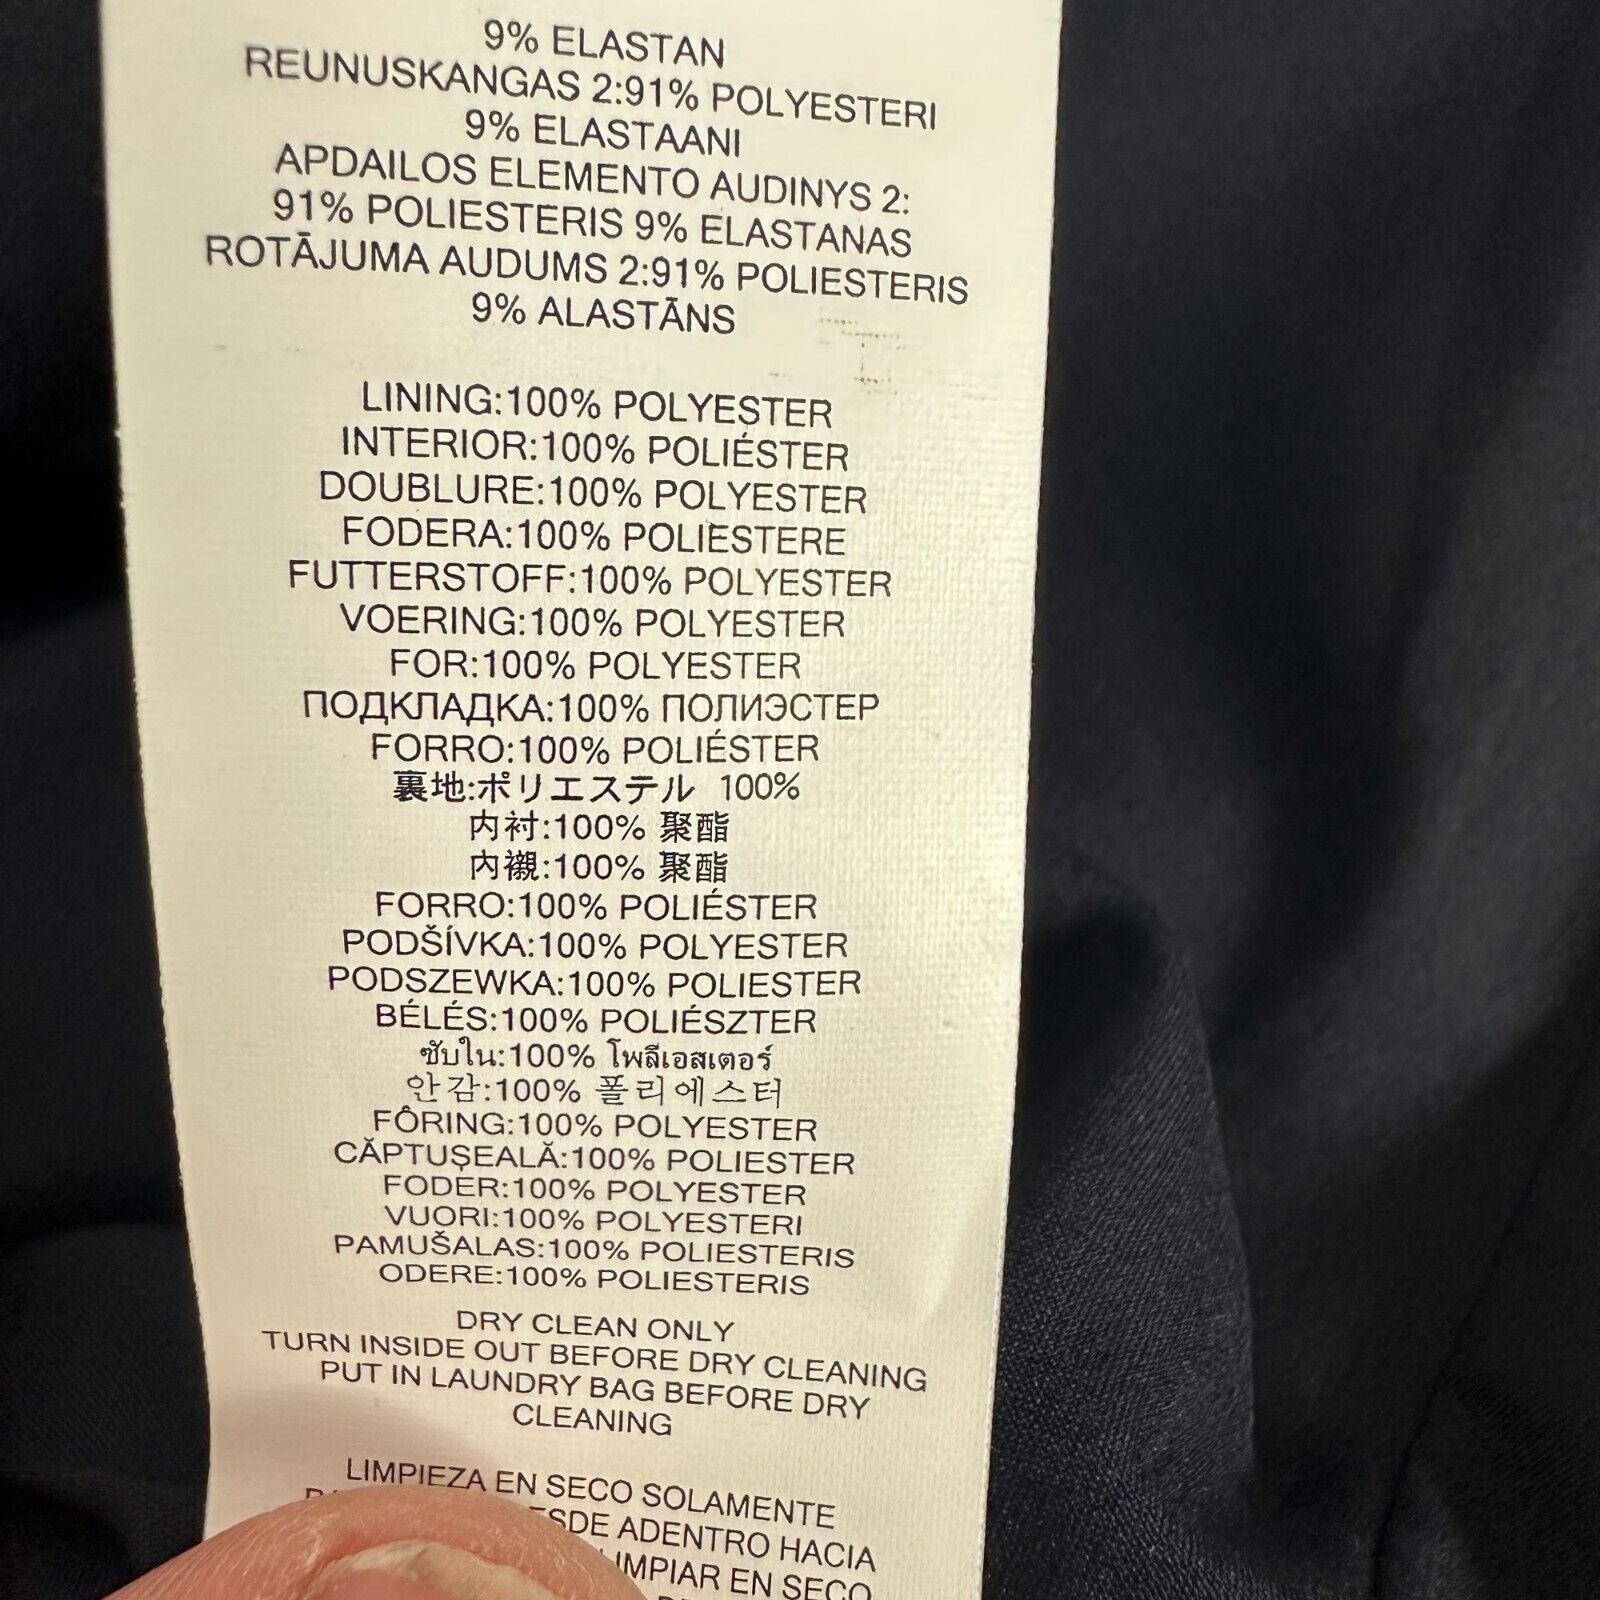 9% ELASTAN
REUNUSKANGAS 2:91% POLYESTERI
9% ELASTAANI
APDAILOS ELEMENTO AUDINYS 2:
91% POLIESTERIS 9% ELASTANAS
ROTĀJUMA AUDUMS 2:91% POLIESTERIS
9% ALASTĀNS
LINING:100% POLYESTER
INTERIOR:100% POLIÉSTER
DOUBLURE:100% POLYESTER
FODERA:100% POLIESTERE
FUTTERSTOFF:100% POLYESTER
VOERING:100% POLYESTER
FOR:100% POLYESTER
ПОДКЛАДКА:100% ПОЛИЭСТЕР
FORRO:100% POLIÉSTER
裏地:ポリエステル 100%
内衬:100% 聚酯
内襯:100% 聚酯
FORRO:100% POLIÉSTER
PODŠÍVKA:100% POLYESTER
PODSZEWKA:100% POLIESTER
BÉLÉS:100% POLIÉSZTER
ซับใน:100% โพลีเอสเตอร์
안감:100% 폴리에스터
FÔRING:100% POLYESTER
CĂPTUȘEALĂ:100% POLIESTER
FODER:100% POLYESTER
VUORI:100% POLYESTERI
PAMUŠALAS:100% POLIESTERIS
ODERE:100% POLIESTERIS
DRY CLEAN ONLY
TURN INSIDE OUT BEFORE DRY CLEANING
PUT IN LAUNDRY BAG BEFORE DRY
CLEANING
LIMPIEZA EN SECO SOLAMENTE
ADENTRO HACIA
EN SECO